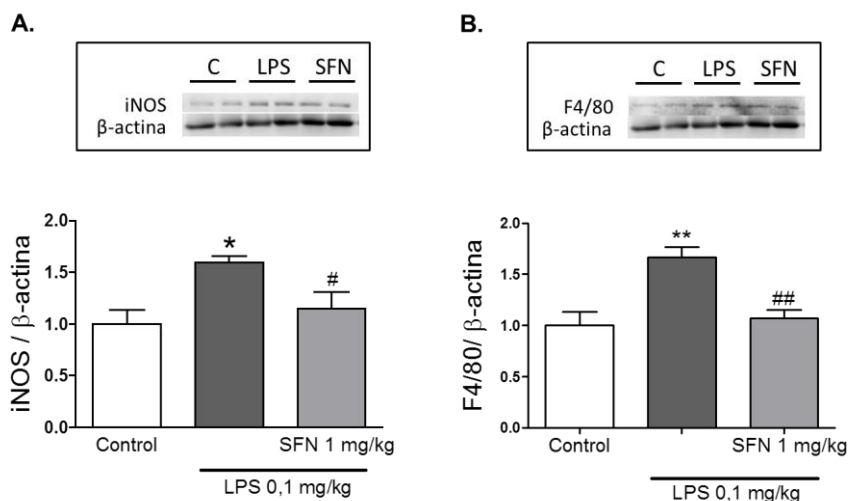 A.
C LPS SFN
iNOS
β-actina
iNOS / β-actina
2.0
1.5
1.0
0.5
0.0
*
#
Control SFN 1 mg/kg
LPS 0,1 mg/kg
B.
C LPS SFN
F4/80
β-actina
F4/80/ β-actina
2.0
1.5
1.0
0.5
0.0
**
##
Control SFN 1 mg/kg
LPS 0,1 mg/kg